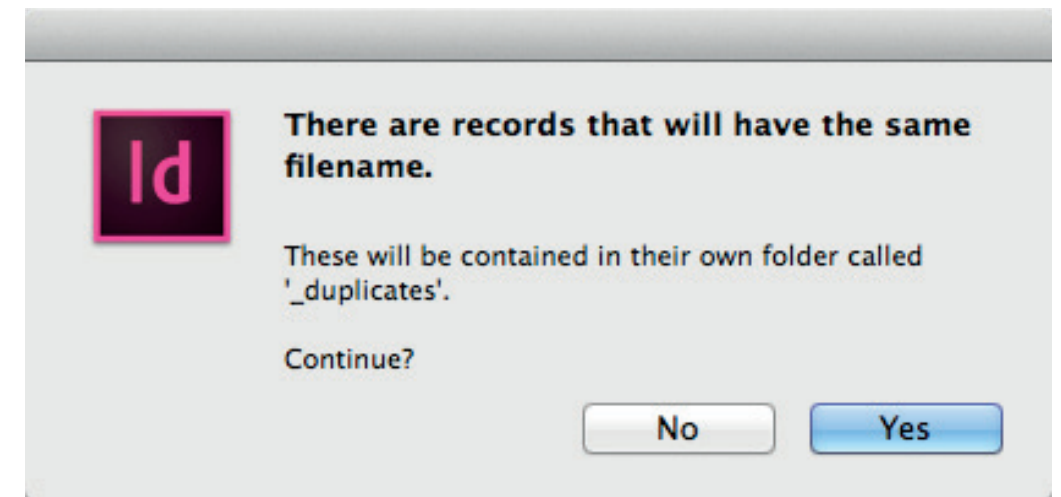 Id
There are records that will have the same
filename.
These will be contained in their own folder called
'_duplicates'.
Continue?
No
Yes